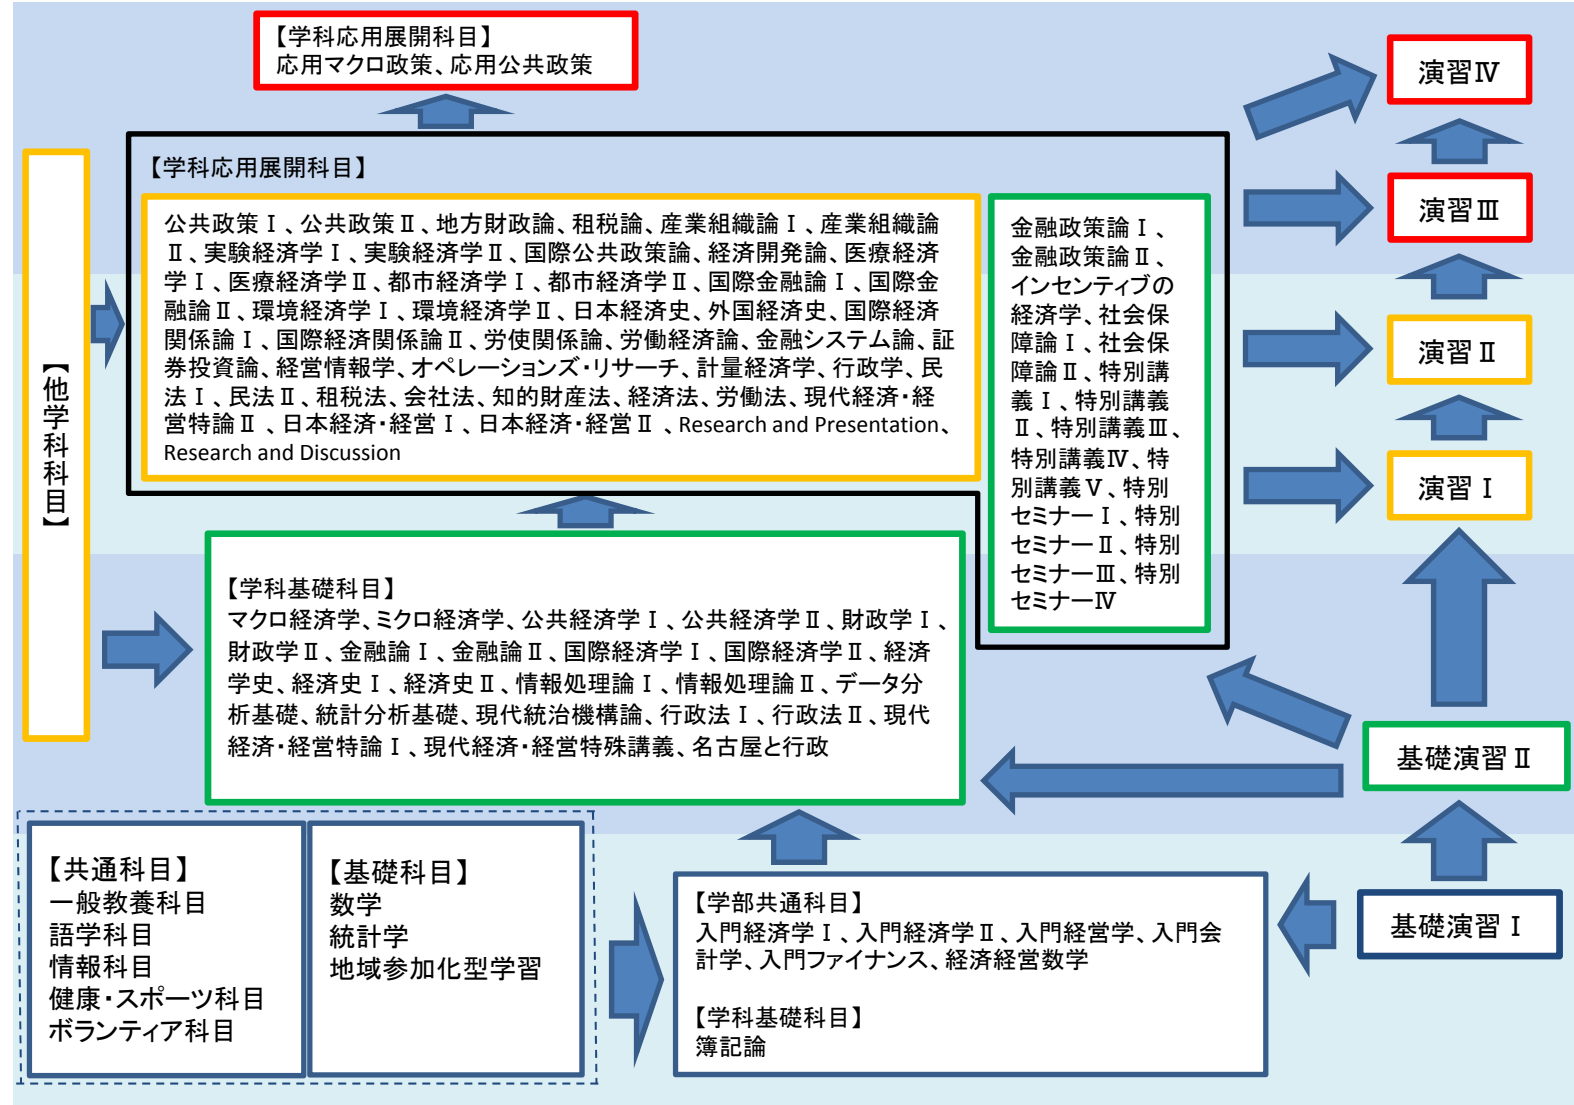 【学科応用展開科目】
応用マクロ政策、応用公共政策
演習Ⅳ
【他学科科目】
【学科応用展開科目】
公共政策Ⅰ、公共政策Ⅱ、地方財政論、租税論、産業組織論Ⅰ、産業組織論
Ⅱ、実験経済学Ⅰ、実験経済学Ⅱ、国際公共政策論、経済開発論、医療経済
学Ⅰ、医療経済学Ⅱ、都市経済学Ⅰ、都市経済学Ⅱ、国際金融論Ⅰ、国際金
融論Ⅱ、環境経済学Ⅰ、環境経済学Ⅱ、日本経済史、外国経済史、国際経済
関係論Ⅰ、国際経済関係論Ⅱ、労使関係論、労働経済論、金融システム論、証
券投資論、経営情報学、オペレーションズ・リサーチ、計量経済学、行政学、民
法Ⅰ、民法Ⅱ、租税法、会社法、知的財産法、経済法、労働法、現代経済・経
営特論Ⅱ、日本経済・経営Ⅰ、日本経済・経営Ⅱ、Research and Presentation、
Research and Discussion
金融政策論Ⅰ、
金融政策論Ⅱ、
インセンティブの
経済学、社会保
障論Ⅰ、社会保
障論Ⅱ、特別講
義Ⅰ、特別講義
Ⅱ、特別講義Ⅲ、
特別講義Ⅳ、特
別講義Ⅴ、特別
セミナーⅠ、特別
セミナーⅡ、特別
セミナーⅢ、特別
セミナーⅣ
演習Ⅲ
演習Ⅱ
演習Ⅰ
【学科基礎科目】
マクロ経済学、ミクロ経済学、公共経済学Ⅰ、公共経済学Ⅱ、財政学Ⅰ、
財政学Ⅱ、金融論Ⅰ、金融論Ⅱ、国際経済学Ⅰ、国際経済学Ⅱ、経済
学史、経済史Ⅰ、経済史Ⅱ、情報処理論Ⅰ、情報処理論Ⅱ、データ分
析基礎、統計分析基礎、現代統治機構論、行政法Ⅰ、行政法Ⅱ、現代
経済・経営特論Ⅰ、現代経済・経営特殊講義、名古屋と行政
基礎演習Ⅱ
【共通科目】
一般教養科目
語学科目
情報科目
健康・スポーツ科目
ボランティア科目
【基礎科目】
数学
統計学
地域参加化型学習
【学部共通科目】
入門経済学Ⅰ、入門経済学Ⅱ、入門経営学、入門会
計学、入門ファイナンス、経済経営数学
【学科基礎科目】
簿記論
基礎演習Ⅰ